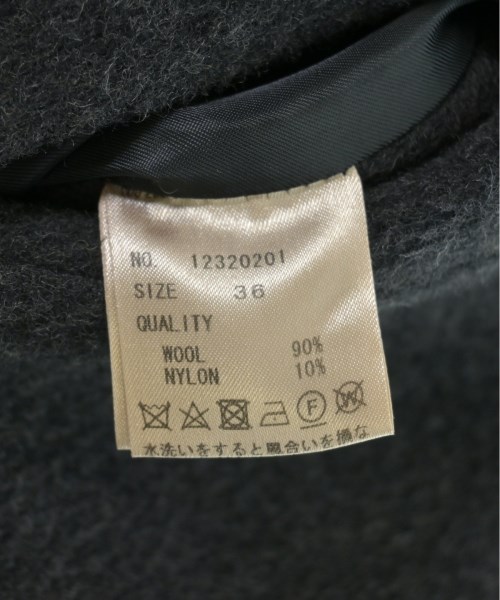 NO. 12320201
SIZE 36
QUALITY
WOOL 90%
NYLON 10%
F W
水洗いをすると風合いを損な